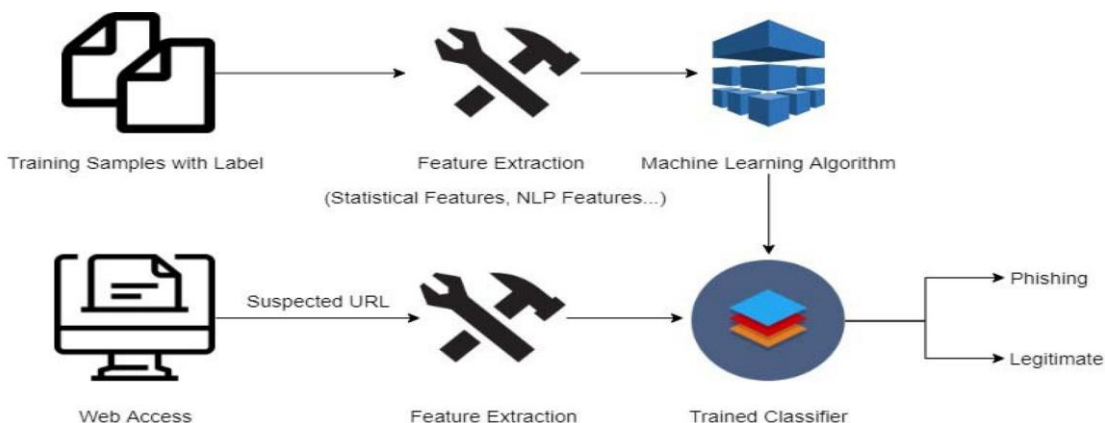 Training Samples with Label
Feature Extraction
Machine Learning Algorithm
(Statistical Features, NLP Features...)
Suspected URL
Phishing
Legitimate
Web Access
Feature Extraction
Trained Classifier